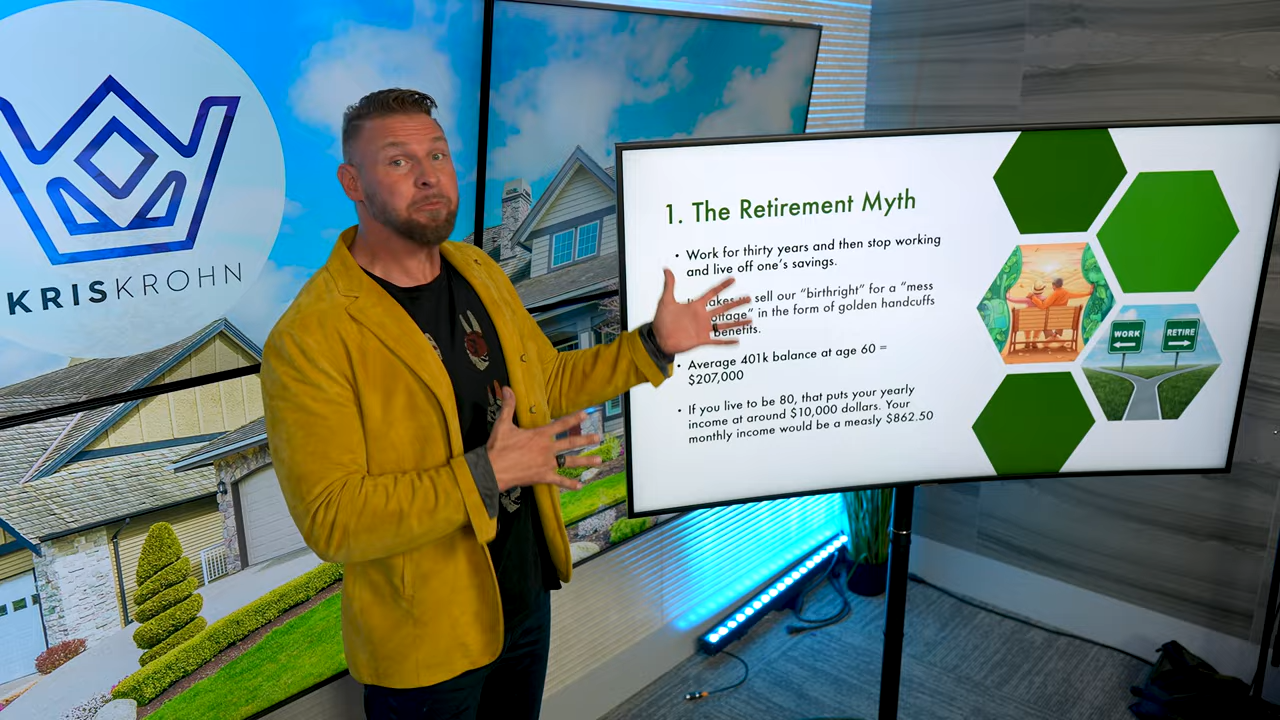 KRISKROHN
1. The Retirement Myth
• Work for thirty years and then stop working
and live off one's savings.
sell our "birthright" for a "mess
in the form of golden handcuffs
benefits.
• Average 401k balance at age 60 =
$207,000
• If you live to be 80, that puts your yearly
income at around $10,000 dollars. Your
monthly income would be a measly $862.50
WORK
RETIRE